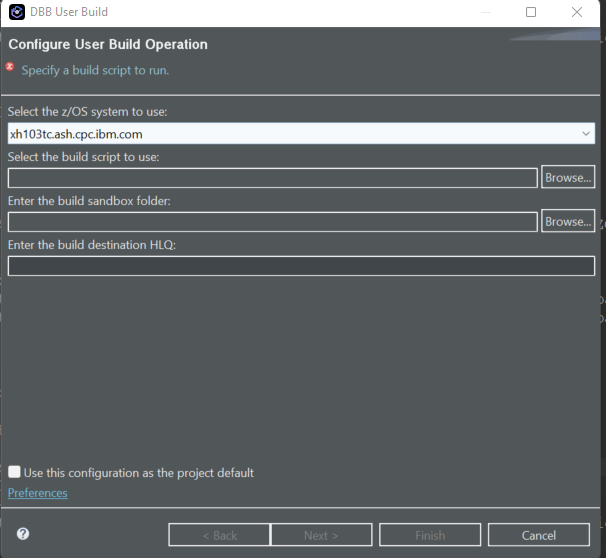 DBB User Build
Configure User Build Operation
Specify a build script to run.
Select the z/OS system to use:
xh103tc.ash.cpc.ibm.com
Select the build script to use:
Browse...
Enter the build sandbox folder:
Browse...
Enter the build destination HLQ:
Use this configuration as the project default
Preferences
< Back Next > Finish Cancel